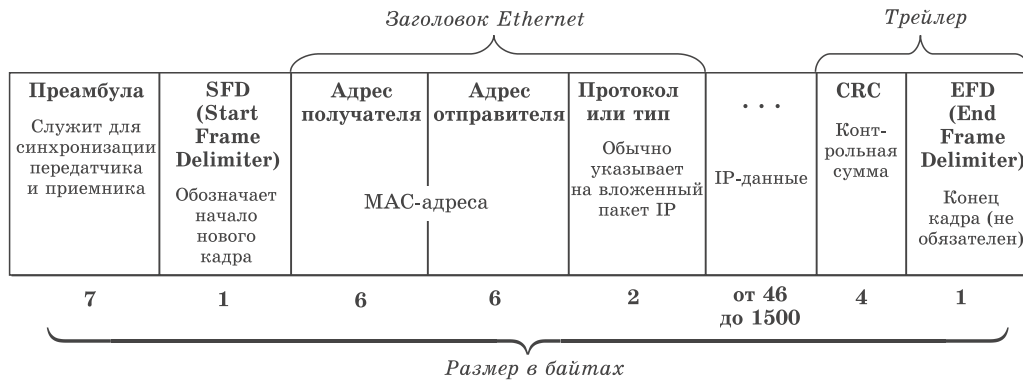 Заголовок Ethernet
Трейлер
Преамбула
Служит для
синхронизации
передатчика
и приемника
SFD
(Start
Frame
Delimiter)
Обозначает
начало
нового
кадра
Адрес
получателя
Адрес
отправителя
MAC-адреса
Протокол
или тип
Обычно
указывает
на вложенный
пакет IP
. . .
IP-данные
CRC
Конт-
рольная
сумма
EFD
(End
Frame
Delimiter)
Конец
кадра (не
обязателен)
7
1
6
6
2
от 46
до 1500
4
1
Размер в байтах